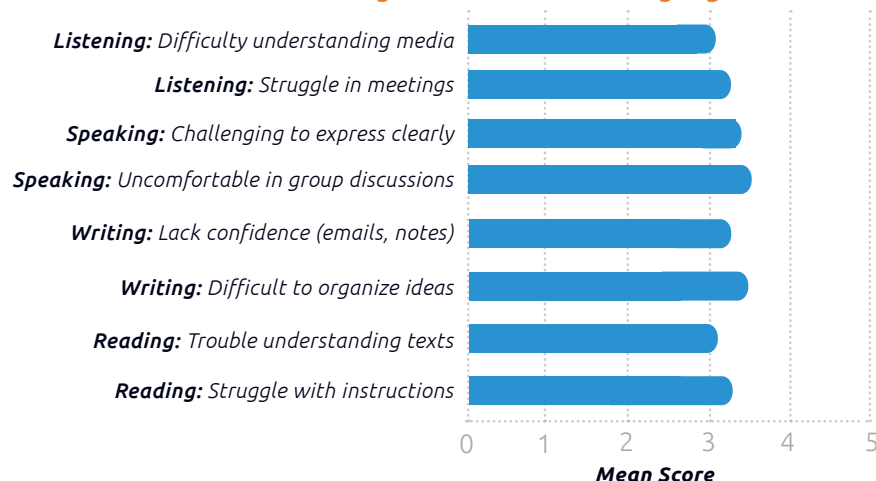 Listening: Difficulty understanding media
Listening: Struggle in meetings
Speaking: Challenging to express clearly
Speaking: Uncomfortable in group discussions
Writing: Lack confidence (emails, notes)
Writing: Difficult to organize ideas
Reading: Trouble understanding texts
Reading: Struggle with instructions
0 1 2 3 4 5
Mean Score